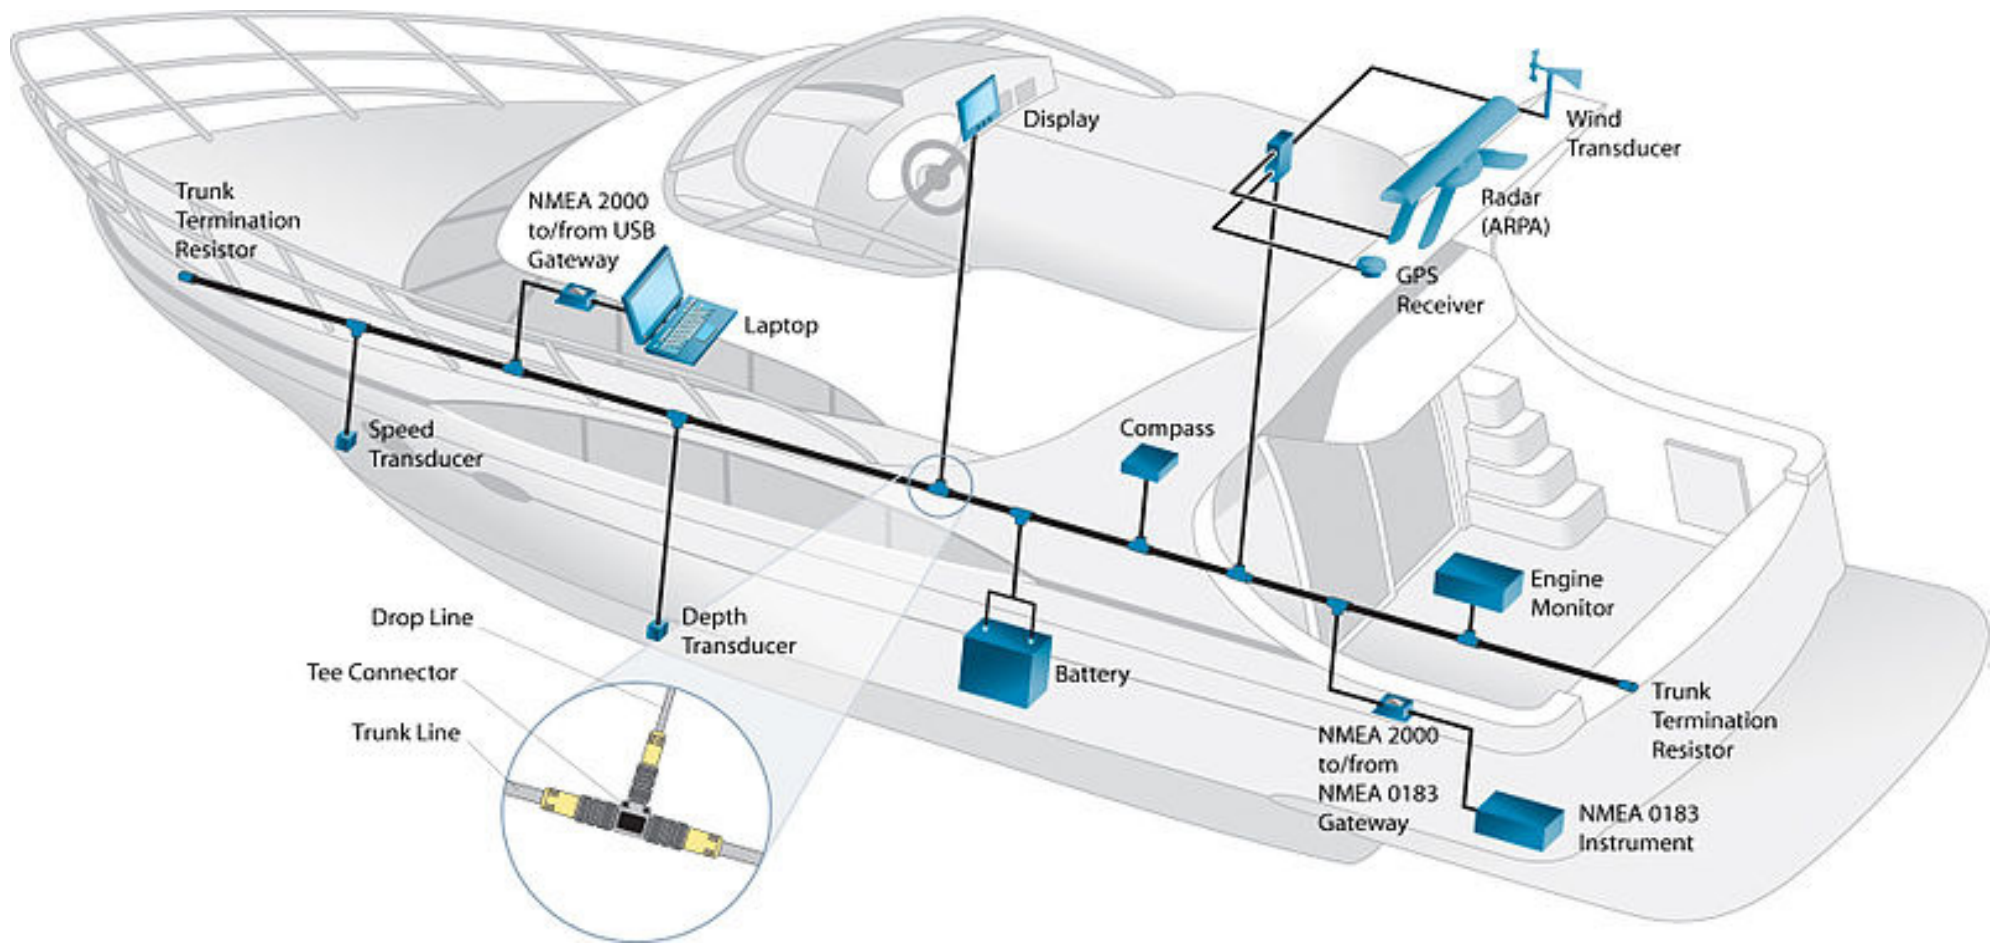 Display
Wind
Transducer
Trunk
Termination
Resistor
NMEA 2000
to/from USB
Gateway
Radar
(ARPA)
GPS
Receiver
Laptop
Speed
Transducer
Compass
Engine
Monitor
Drop Line
Depth
Transducer
Tee Connector
Battery
Trunk Line
Trunk
Termination
Resistor
NMEA 2000
to/from
NMEA 0183
Gateway
NMEA 0183
Instrument